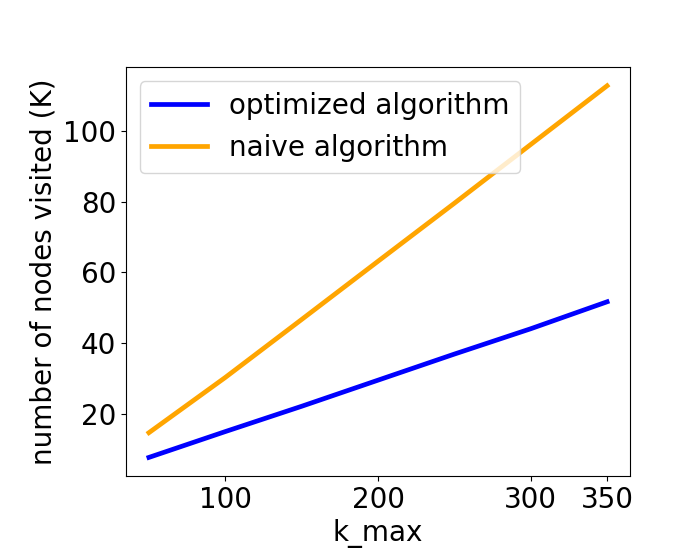 optimized algorithm
naive algorithm
number of nodes visited (K)
100
80
60
40
20
100 200 300 350
k_max